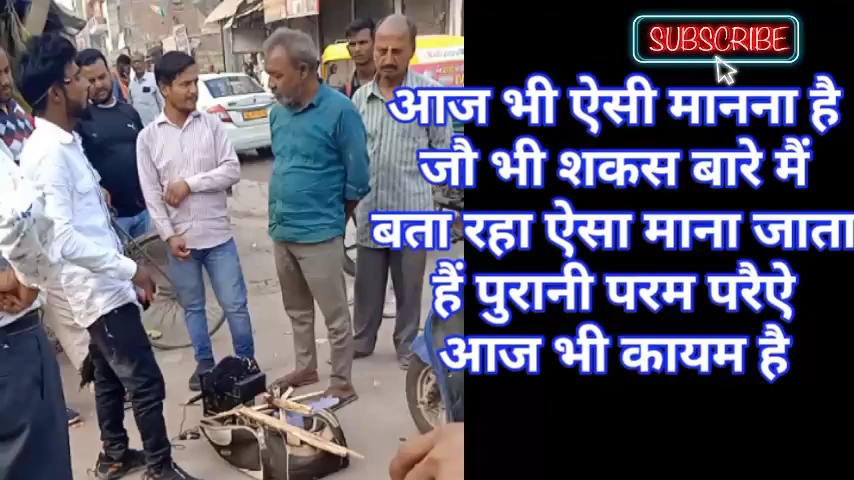 SUBSCRIBE
आज भी ऐसी मानना है
जौ भी शकस बारे मैं
बता रहा ऐसा माना जाता
हैं पुरानी परम परैऐ
आज भी कायम है